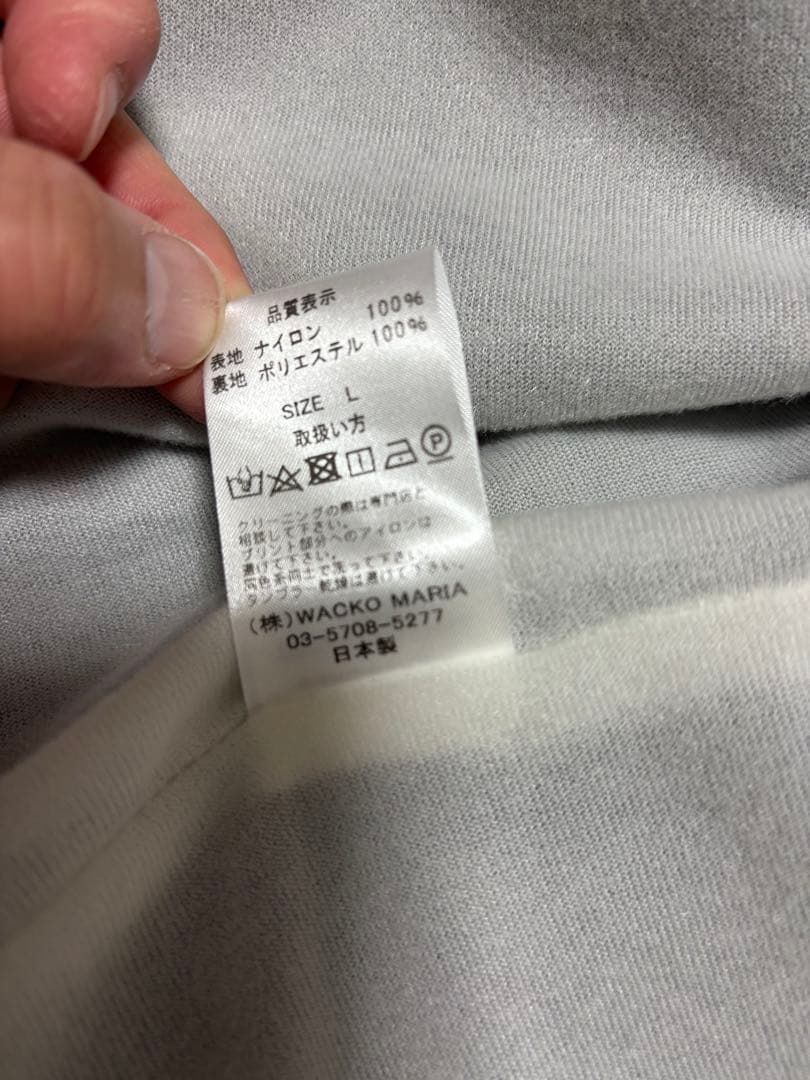 品質表示
表地 ナイロン 100%
裏地 ポリエステル 100%
SIZE L
取扱い方
P
クリーニングの際は専門店と
相談して下さい。
プリント部分へのアイロンは
避けて下さい。
同色系同士で洗って下さい。
タンブラー乾燥は避けて下さい。
(株)WACKO MARIA
03-5708-5277
日本製